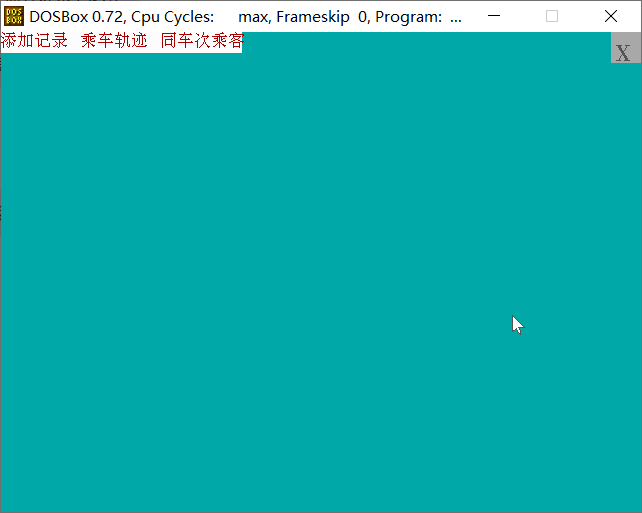 DOSBox 0.72, Cpu Cycles: max, Frameskip 0, Program: ...
添加记录 乘车轨迹 同车次乘客 X